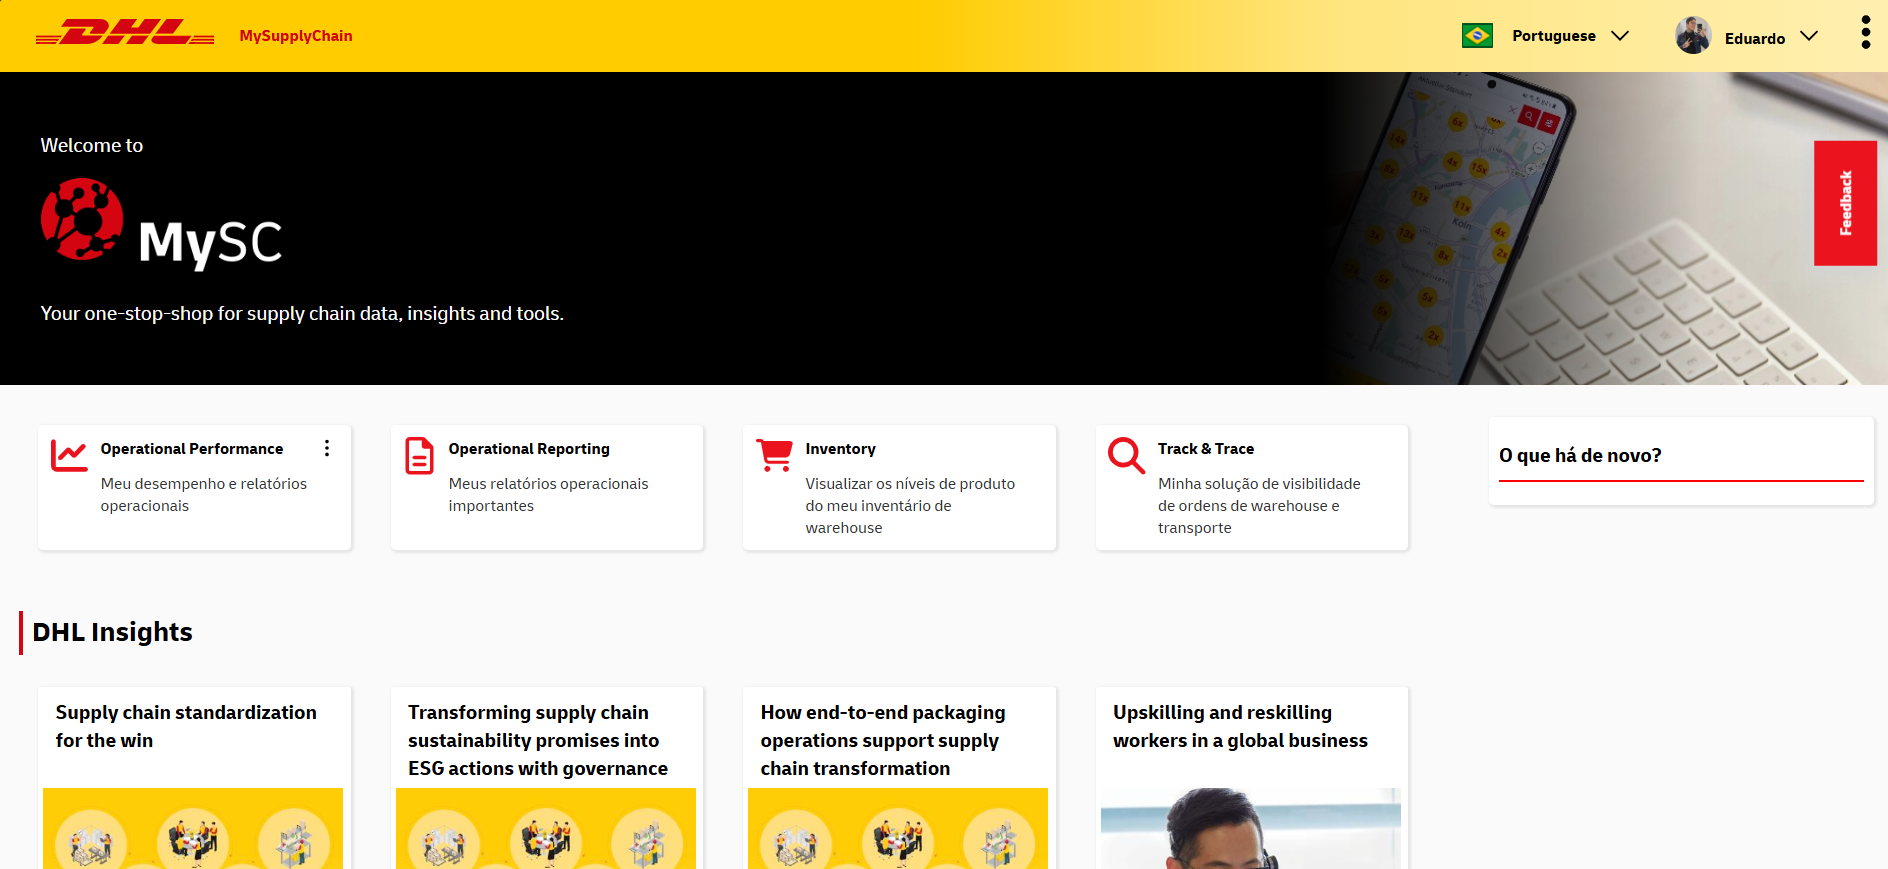 DHL
MySupplyChain
Portuguese
Eduardo
Welcome to
MySC
Your one-stop-shop for supply chain data, insights and tools.
Feedback
Operational Performance
Meu desempenho e relatórios
operacionais
Operational Reporting
Meus relatórios operacionais
importantes
Inventory
Visualizar os níveis de produto
do meu inventário de
warehouse
Track & Trace
Minha solução de visibilidade
de ordens de warehouse e
transporte
O que há de novo?
DHL Insights
Supply chain standardization
for the win
Transforming supply chain
sustainability promises into
ESG actions with governance
How end-to-end packaging
operations support supply
chain transformation
Upskilling and reskilling
workers in a global business